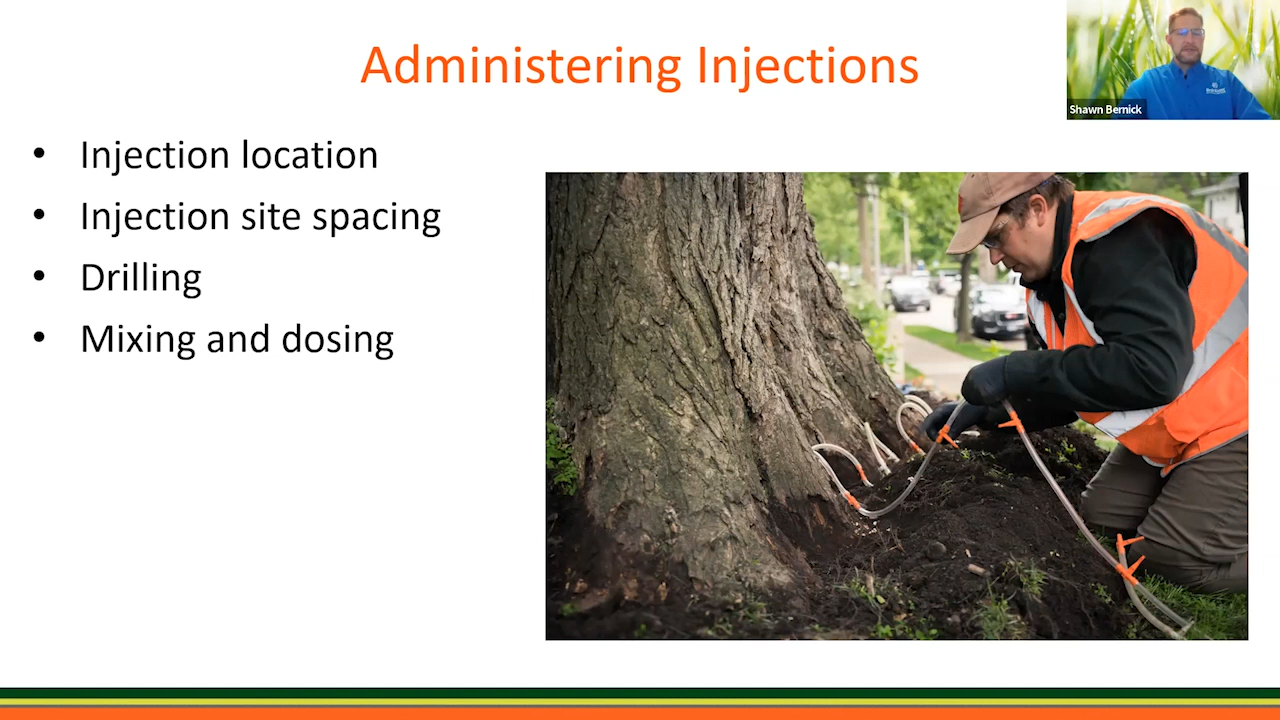 Administering Injections
Shawn Bernick
• Injection location
• Injection site spacing
• Drilling
• Mixing and dosing